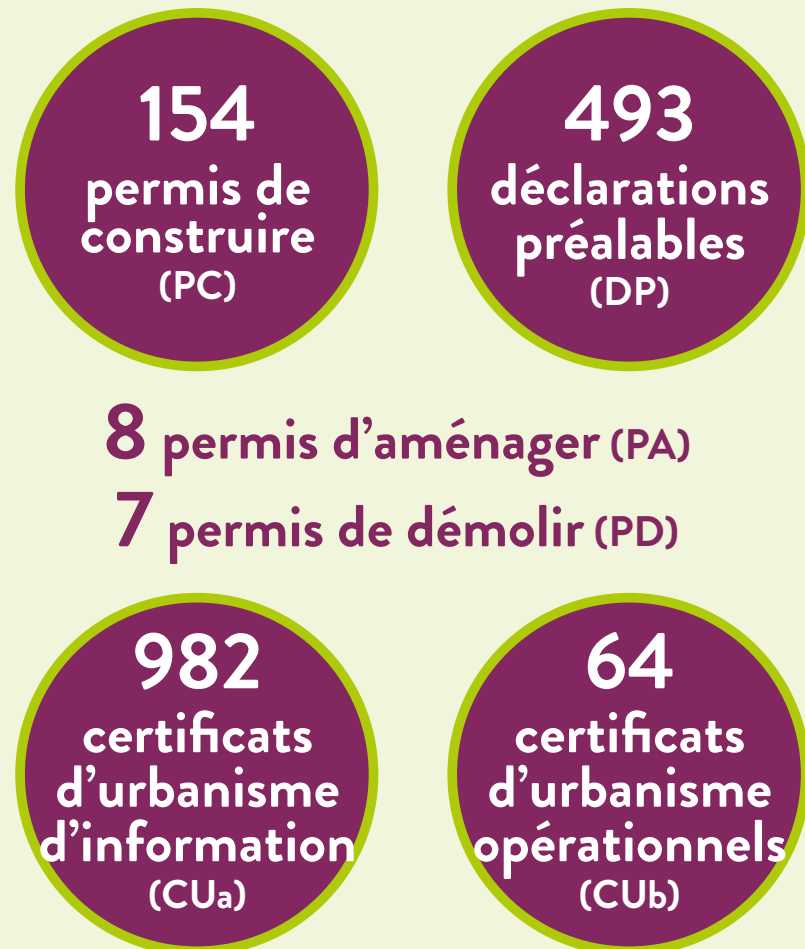 154
permis de
construire
(PC)
493
déclarations
préalables
(DP)
8 permis d’aménager (PA)
7 permis de démolir (PD)
982
certificats
d’urbanisme
d’information
(CUa)
64
certificats
d’urbanisme
opérationnels
(CUb)